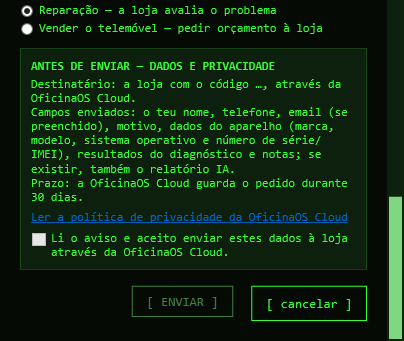 Reparação — a loja avalia o problema
Vender o telemóvel — pedir orçamento à loja
ANTES DE ENVIAR — DADOS E PRIVACIDADE
Destinatário: a loja com o código …, através da
OficinaOS Cloud.
Campos enviados: o teu nome, telefone, email (se
preenchido), motivo, dados do aparelho (marca,
modelo, sistema operativo e número de série/
IMEI), resultados do diagnóstico e notas; se
existir, também o relatório IA.
Prazo: a OficinaOS Cloud guarda o pedido durante
30 dias.
Ler a política de privacidade da OficinaOS Cloud
Li o aviso e aceito enviar estes dados à loja
através da OficinaOS Cloud.
[ ENVIAR ] [ cancelar ]